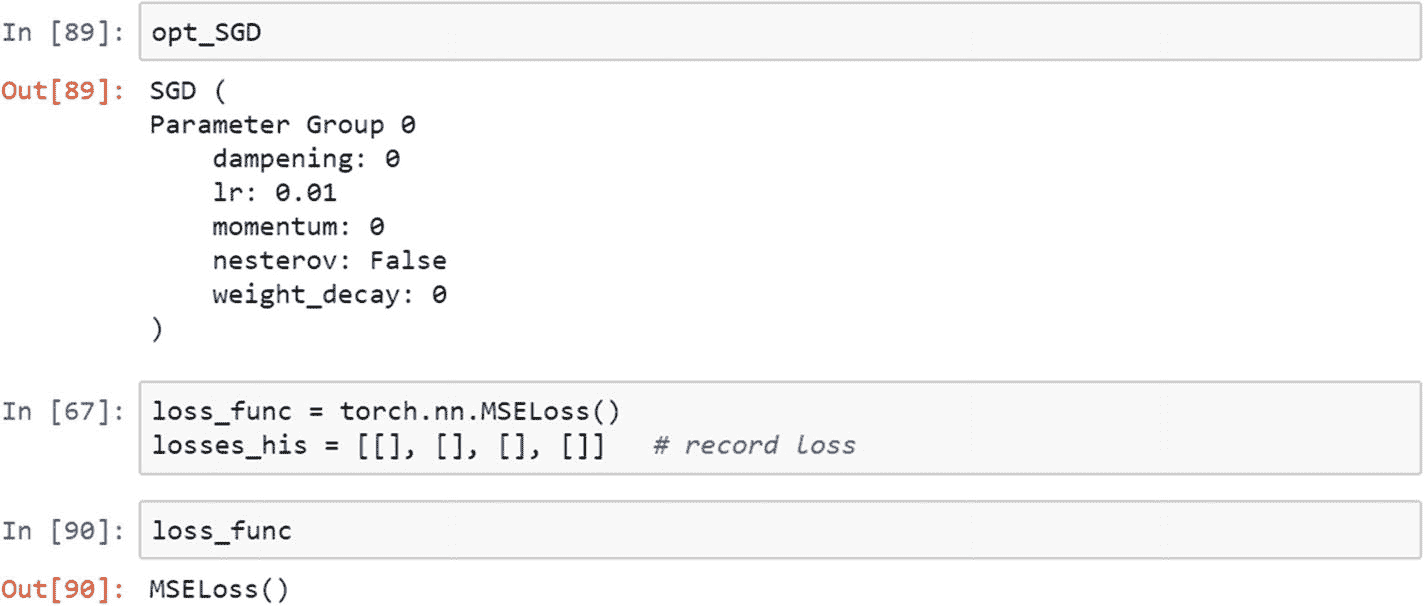 In [89]: opt_SGD
Out[89]: SGD (
Parameter Group 0
    dampening: 0
    lr: 0.01
    momentum: 0
    nesterov: False
    weight_decay: 0
)
In [67]: loss_func = torch.nn.MSELoss()
losses_his = [[], [], [], []]   # record loss
In [90]: loss_func
Out[90]: MSELoss()